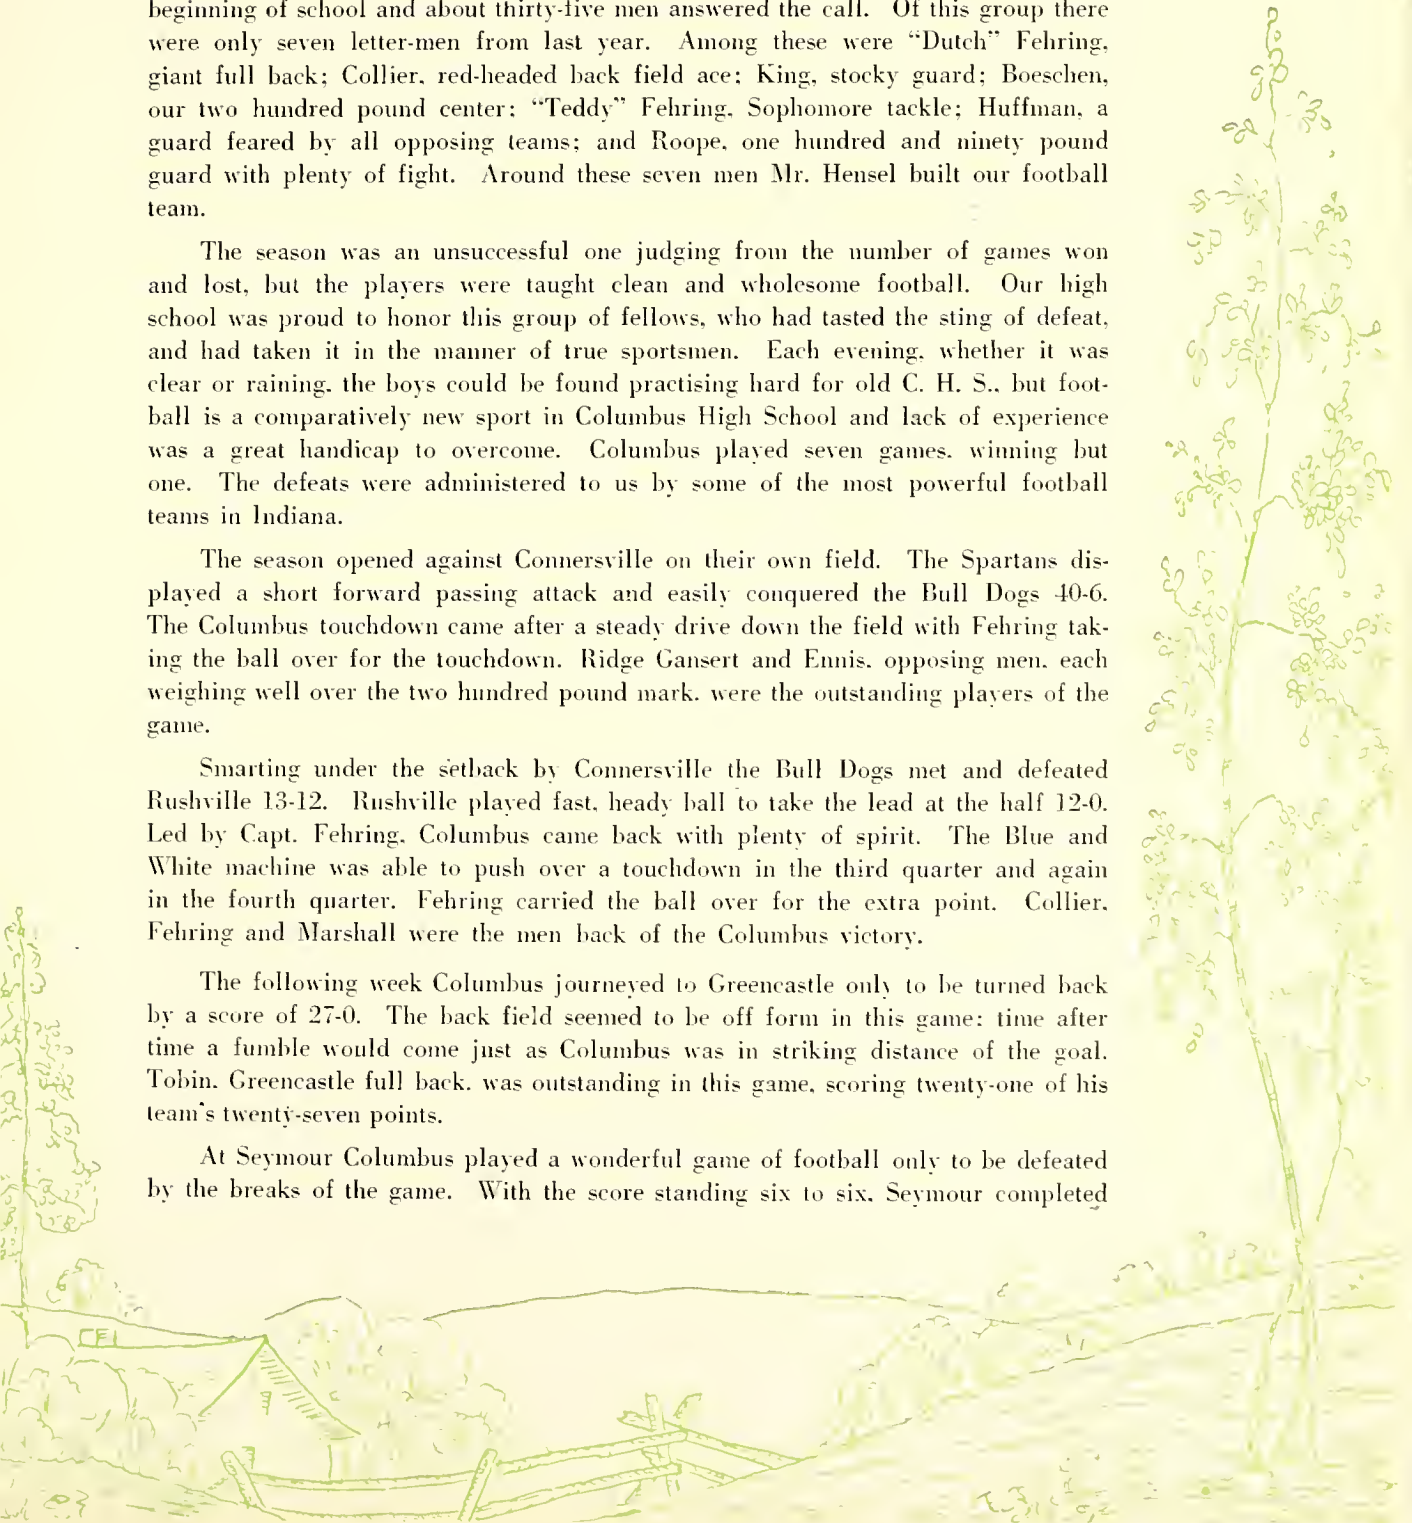 beginning of school and about thirty-five men answered the call. Of this group there
were only seven letter-men from last year. Among these were "Dutch" Fehring,
giant full back; Collier, red-headed back field ace; King, stocky guard; Boeschen,
our two hundred pound center; "Teddy" Fehring, Sophomore tackle; Huffman, a
guard feared by all opposing teams; and Roope, one hundred and ninety pound
guard with plenty of fight. Around these seven men Mr. Hensel built our football
team.
The season was an unsuccessful one judging from the number of games won
and lost, but the players were taught clean and wholesome football. Our high
school was proud to honor this group of fellows, who had tasted the sting of defeat,
and had taken it in the manner of true sportsmen. Each evening, whether it was
clear or raining, the boys could be found practising hard for old C. H. S., but foot-
ball is a comparatively new sport in Columbus High School and lack of experience
was a great handicap to overcome. Columbus played seven games, winning but
one. The defeats were administered to us by some of the most powerful football
teams in Indiana.
The season opened against Connersville on their own field. The Spartans dis-
played a short forward passing attack and easily conquered the Bull Dogs 40-6.
The Columbus touchdown came after a steady drive down the field with Fehring tak-
ing the ball over for the touchdown. Ridge Gansert and Ennis, opposing men, each
weighing well over the two hundred pound mark, were the outstanding players of the
game.
Smarting under the setback by Connersville the Bull Dogs met and defeated
Rushville 13-12. Rushville played fast, heady ball to take the lead at the half 12-0.
Led by Capt. Fehring, Columbus came back with plenty of spirit. The Blue and
White machine was able to push over a touchdown in the third quarter and again
in the fourth quarter. Fehring carried the ball over for the extra point. Collier,
Fehring and Marshall were the men back of the Columbus victory.
The following week Columbus journeyed to Greencastle only to be turned back
by a score of 27-0. The back field seemed to be off form in this game; time after
time a fumble would come just as Columbus was in striking distance of the goal.
Tobin, Greencastle full back, was outstanding in this game, scoring twenty-one of his
team's twenty-seven points.
At Seymour Columbus played a wonderful game of football only to be defeated
by the breaks of the game. With the score standing six to six, Seymour completed